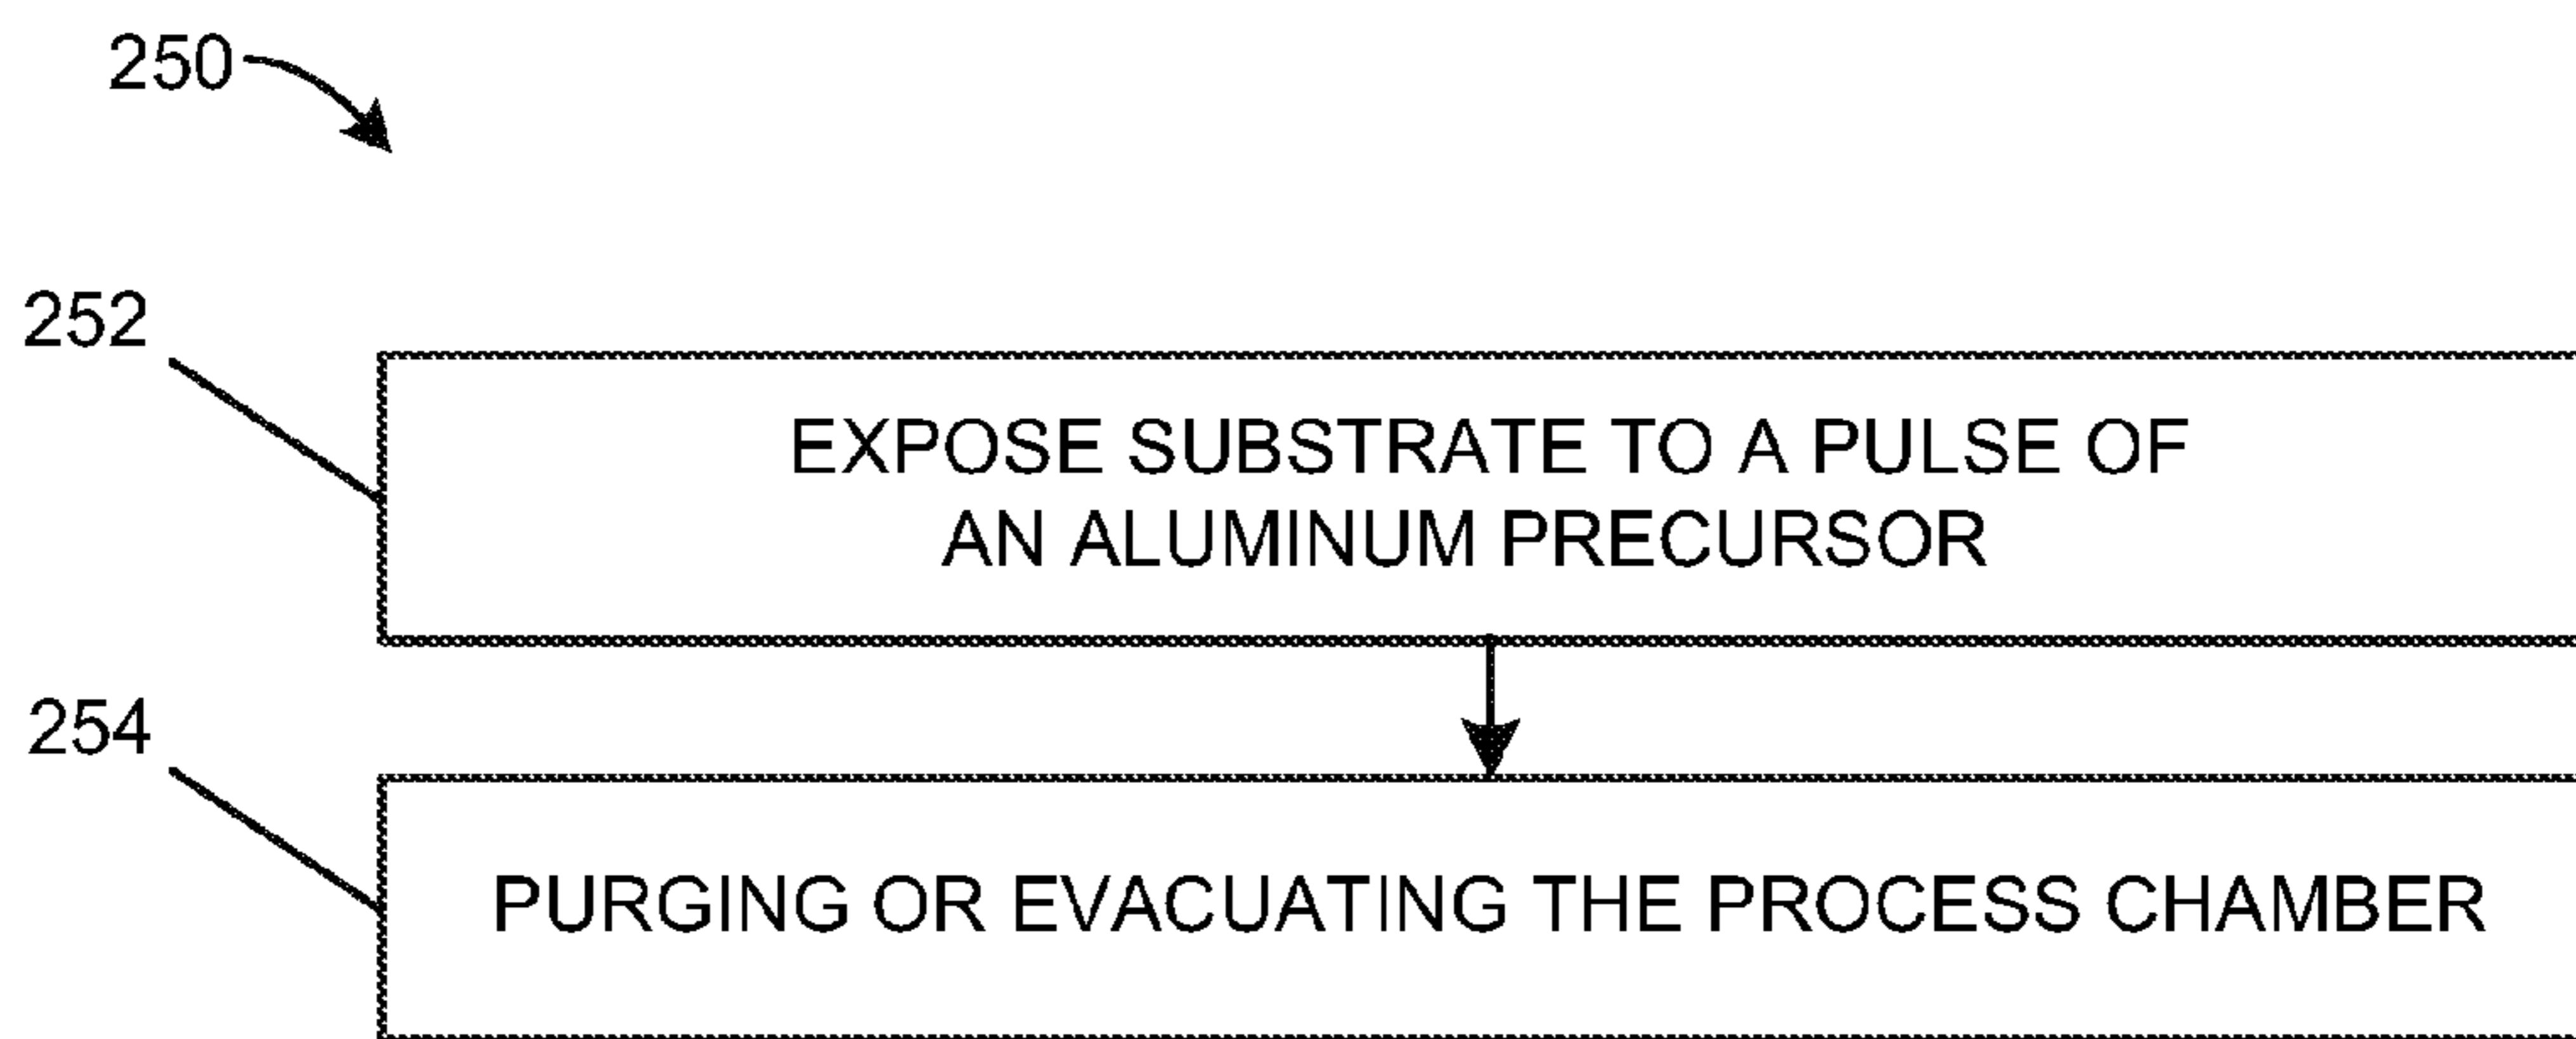 250
252
EXPOSE SUBSTRATE TO A PULSE OF
AN ALUMINUM PRECURSOR
254
PURGING OR EVACUATING THE PROCESS CHAMBER